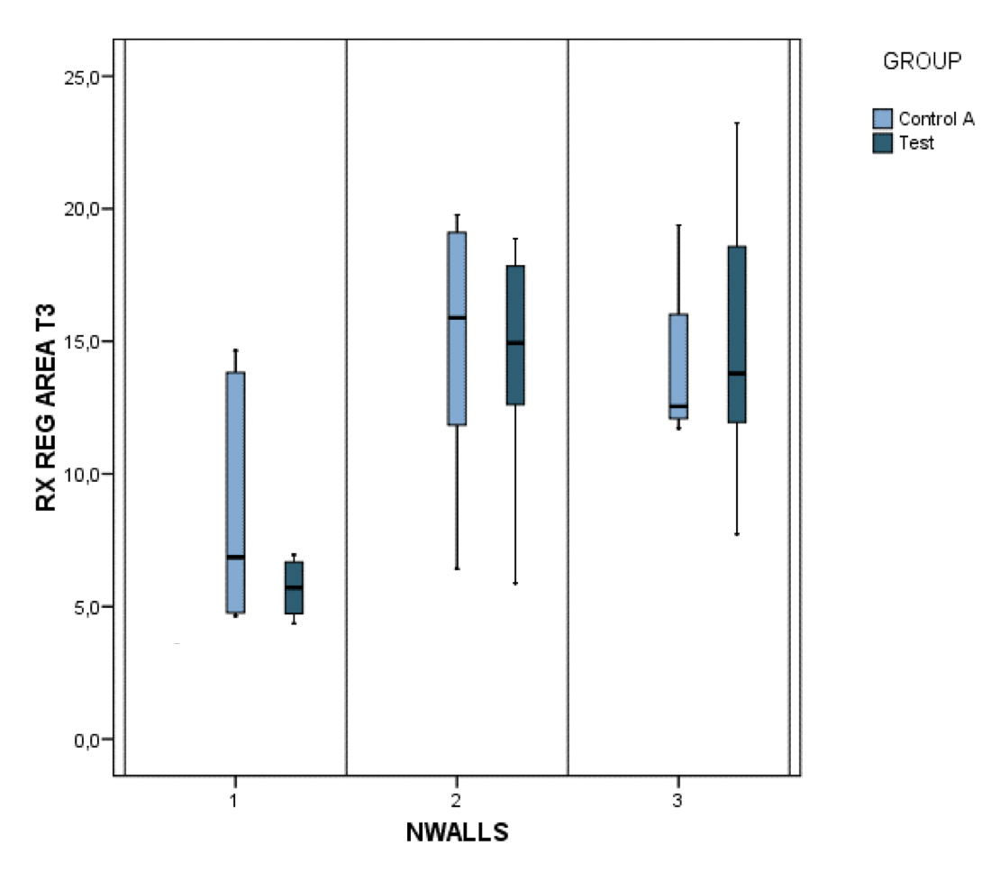 GROUP
Control A
Test
25,0
20,0
15,0
10,0
5,0
0,0
RX REG AREA T3
1 2 3
NWALLS